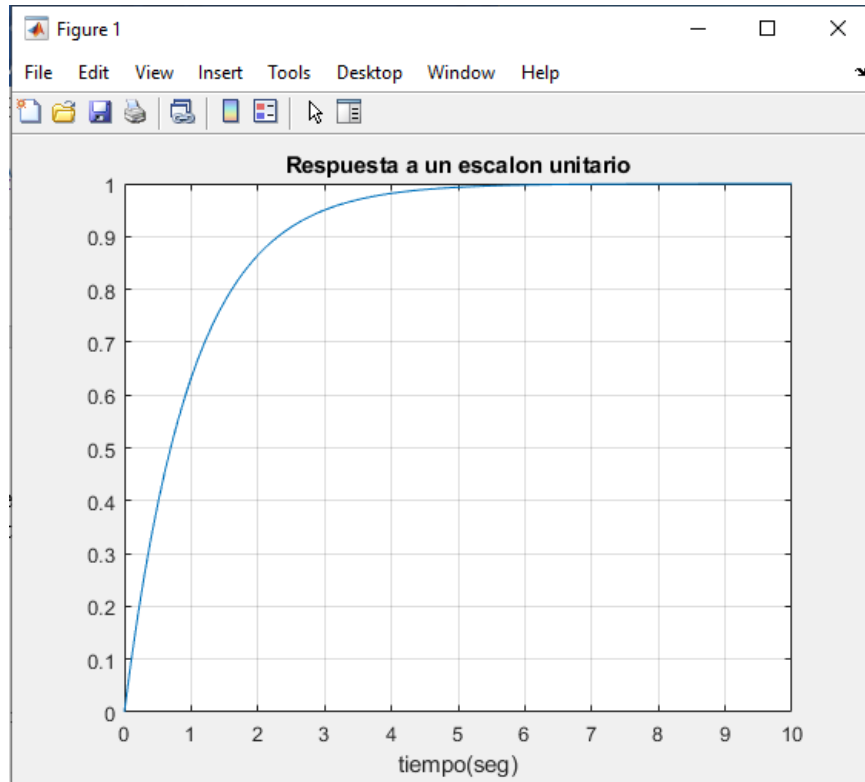 Figure 1
File Edit View Insert Tools Desktop Window Help
Respuesta a un escalon unitario
1
0.9
0.8
0.7
0.6
0.5
0.4
0.3
0.2
0.1
0
0 1 2 3 4 5 6 7 8 9 10
tiempo(seg)